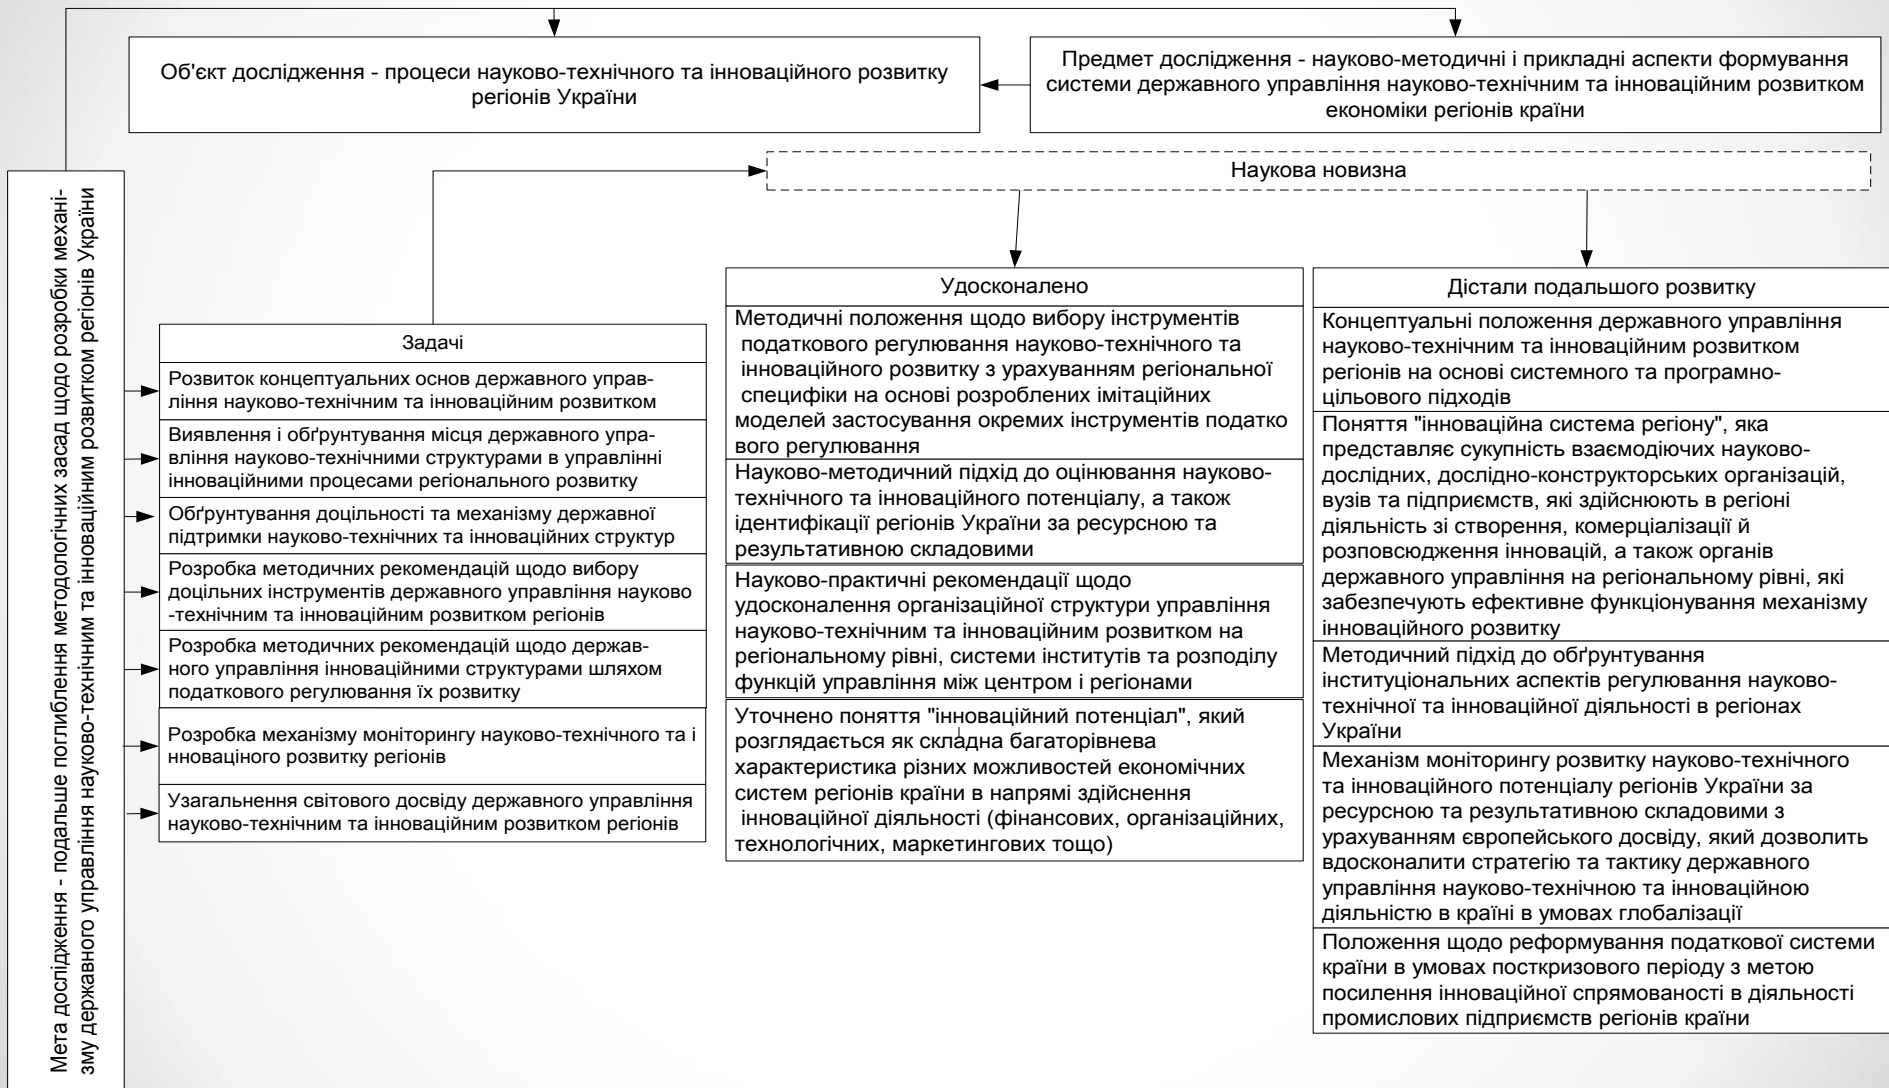 Об'єкт дослідження - процеси науково-технічного та інноваційного розвитку
регіонів України
Предмет дослідження - науково-методичні і прикладні аспекти формування
системи державного управління науково-технічним та інноваційним розвитком
економіки регіонів країни
Мета дослідження - подальше поглиблення методологічних засад щодо розробки механі-
зму державного управління науково-технічним та інноваційним розвитком регіонів України
Наукова новизна
Задачі
Розвиток концептуальних основ державного управ-
ління науково-технічним та інноваційним розвитком
Виявлення і обґрунтування місця державного упра-
вління науково-технічними структурами в управлінні
інноваційними процесами регіонального розвитку
Обґрунтування доцільності та механізму державної
підтримки науково-технічних та інноваційних структур
Розробка методичних рекомендацій щодо вибору
доцільних інструментів державного управління науково
-технічним та інноваційним розвитком регіонів
Розробка методичних рекомендацій щодо держав-
ного управління інноваційними структурами шляхом
податкового регулювання їх розвитку
Розробка механізму моніторингу науково-технічного та і
нноваціного розвитку регіонів
Узагальнення світового досвіду державного управління
науково-технічним та інноваційним розвитком регіонів
Удосконалено
Методичні положення щодо вибору інструментів
податкового регулювання науково-технічного та
інноваційного розвитку з урахуванням регіональної
специфіки на основі розроблених імітаційних
моделей застосування окремих інструментів податко
вого регулювання
Науково-методичний підхід до оцінювання науково-
технічного та інноваційного потенціалу, а також
ідентифікації регіонів України за ресурсною та
результативною складовими
Науково-практичні рекомендації щодо
удосконалення організаційної структури управління
науково-технічним та інноваційним розвитком на
регіональному рівні, системи інститутів та розподілу
функцій управління між центром і регіонами
Уточнено поняття "інноваційний потенціал", який
розглядається як складна багаторівнева
характеристика різних можливостей економічних
систем регіонів країни в напрямі здійснення
інноваційної діяльності (фінансових, організаційних,
технологічних, маркетингових тощо)
Дістали подальшого розвитку
Концептуальні положення державного управління
науково-технічним та інноваційним розвитком
регіонів на основі системного та програмно-
цільового підходів
Поняття "інноваційна система регіону", яка
представляє сукупність взаємодіючих науково-
дослідних, дослідно-конструкторських організацій,
вузів та підприємств, які здійснюють в регіоні
діяльність зі створення, комерціалізації й
розповсюдження інновацій, а також органів
державного управління на регіональному рівні, які
забезпечують ефективне функціонування механізму
інноваційного розвитку
Методичний підхід до обґрунтування
інституціональних аспектів регулювання науково-
технічної та інноваційної діяльності в регіонах
України
Механізм моніторингу розвитку науково-технічного
та інноваційного потенціалу регіонів України за
ресурсною та результативною складовими з
урахуванням європейського досвіду, який дозволить
вдосконалити стратегію та тактику державного
управління науково-технічною та інноваційною
діяльністю в країні в умовах глобалізації
Положення щодо реформування податкової системи
країни в умовах посткризового періоду з метою
посилення інноваційної спрямованості в діяльності
промислових підприємств регіонів країни